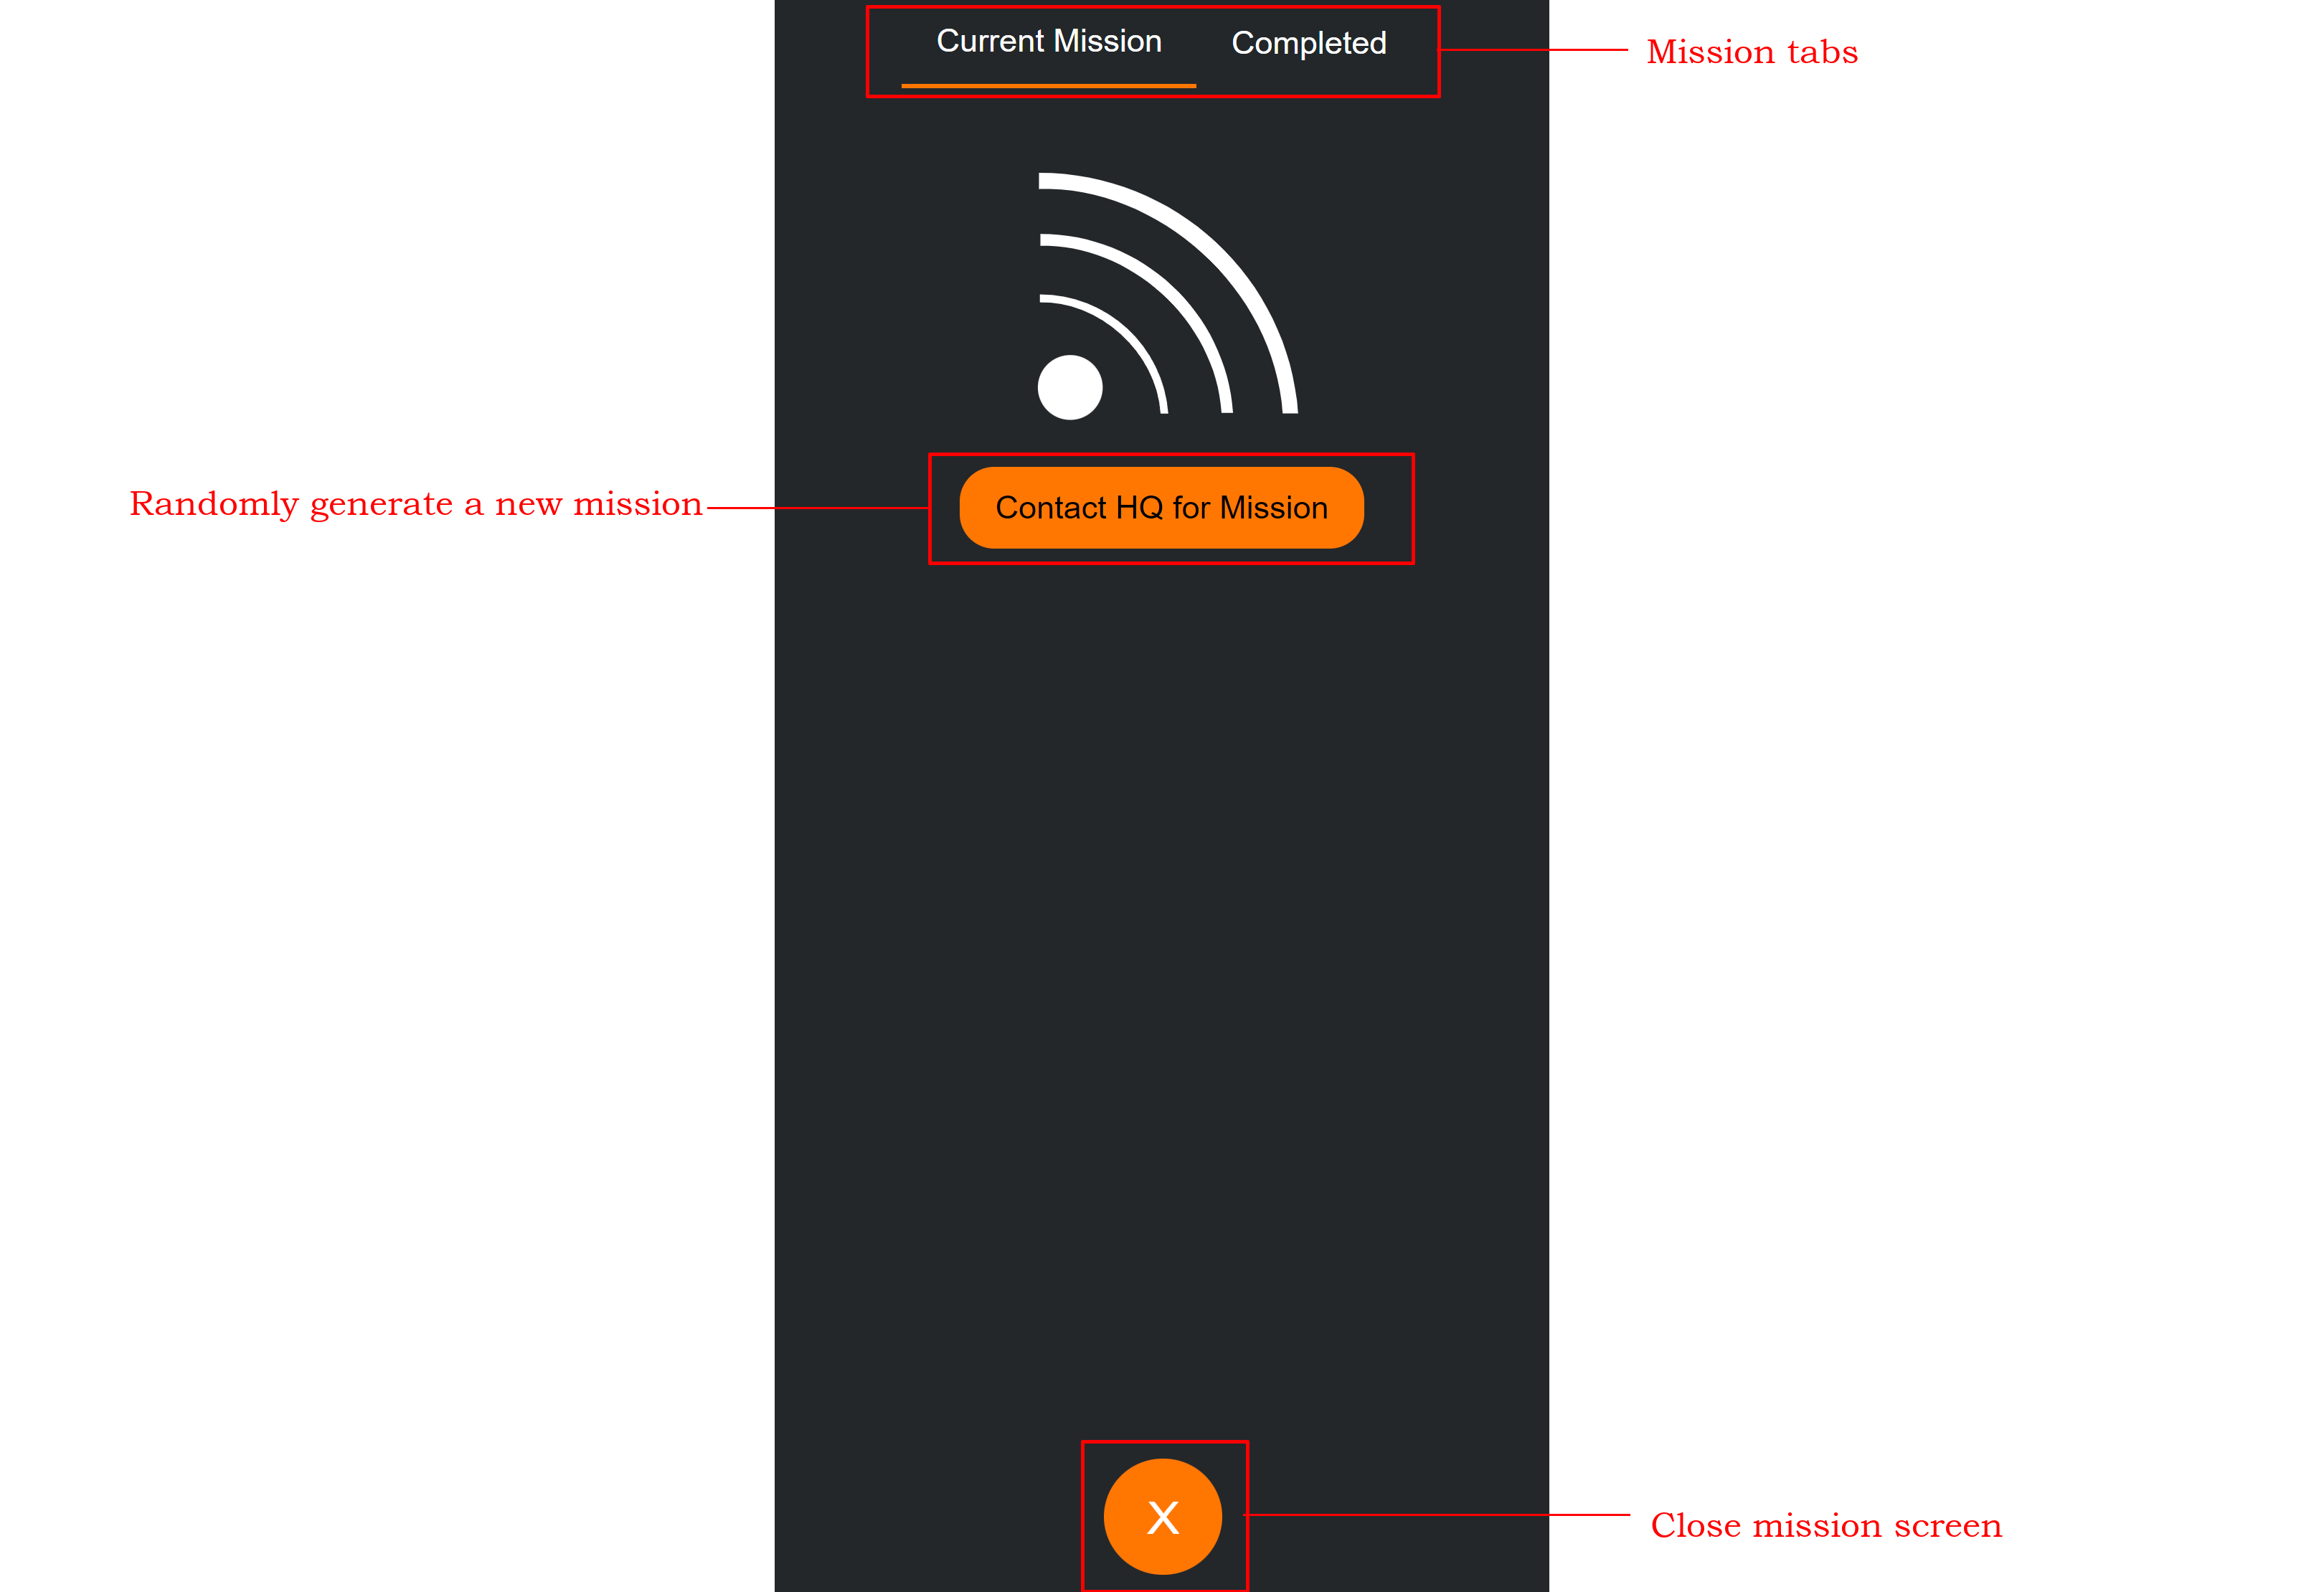 Current Mission
Completed
Mission tabs
Randomly generate a new mission
Contact HQ for Mission
X
Close mission screen